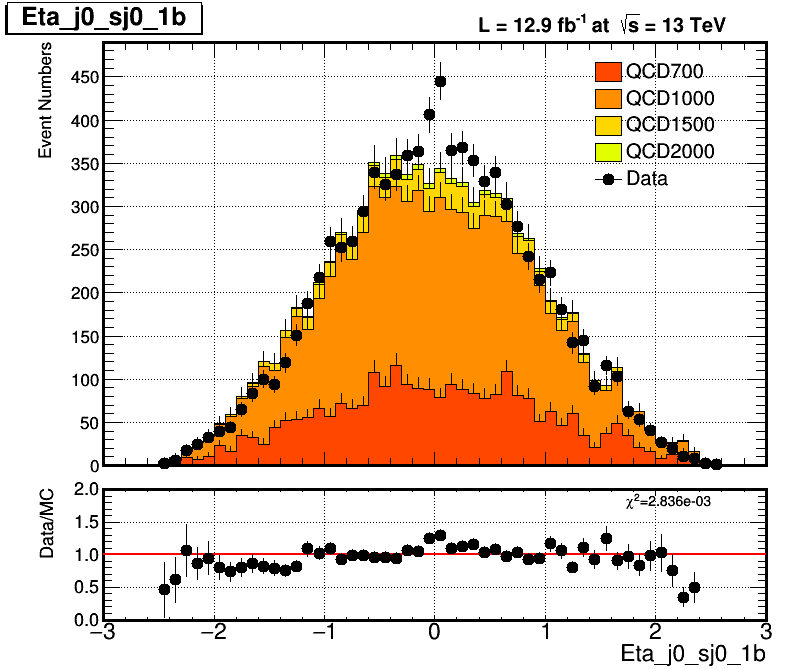 Eta_j0_sj0_1b
L = 12.9 fb⁻¹ at √s = 13 TeV
Event Numbers
450
400
350
300
250
200
150
100
50
0
QCD700
QCD1000
QCD1500
QCD2000
Data
Data/MC
2.0
1.5
1.0
0.5
0.0
χ²=2.836e-03
−3 −2 −1 0 1 2 3
Eta_j0_sj0_1b